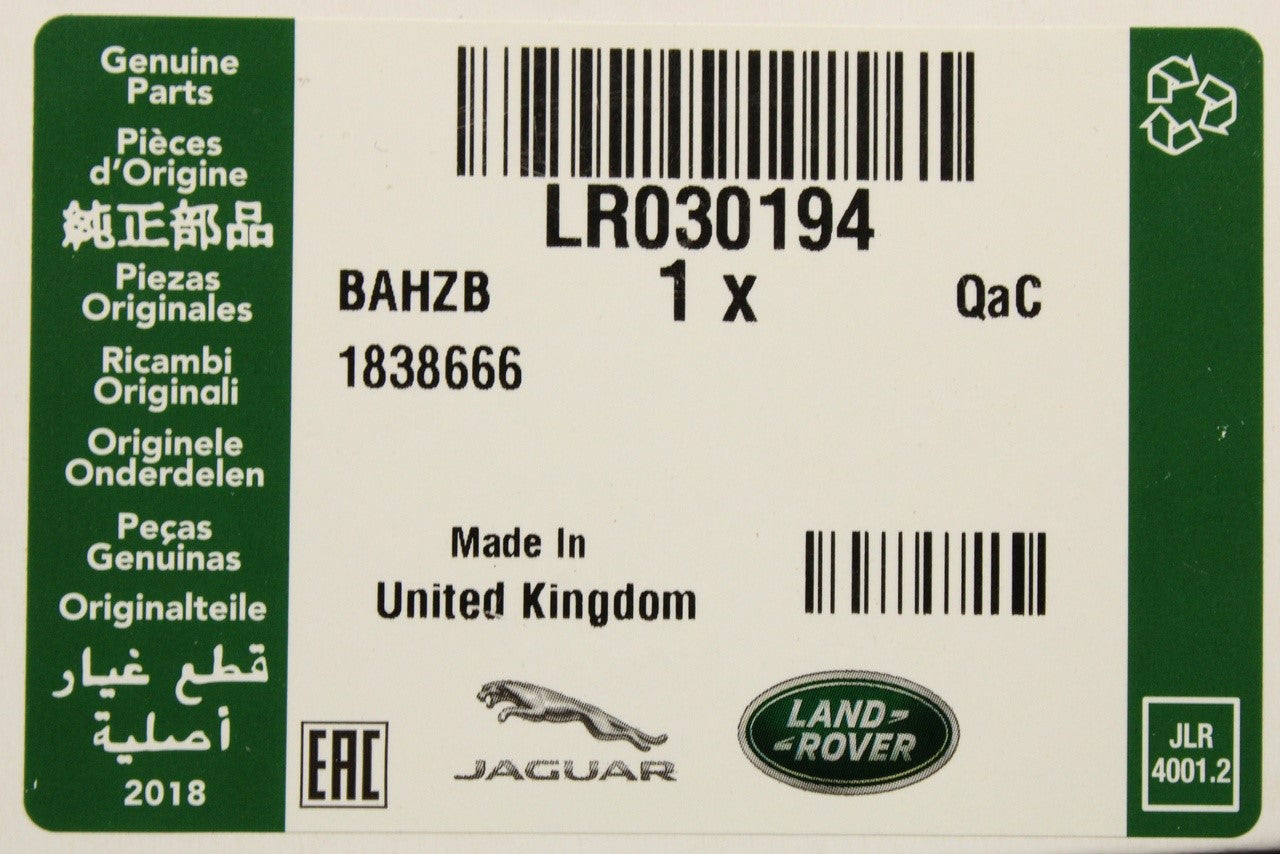 Genuine
Parts
Pièces
d'Origine
純正部品
Piezas
Originales
Ricambi
Originali
Originele
Onderdelen
Peças
Genuinas
Originalteile
قطع غيار
أصلية
2018
LR030194
BAHZB 1 x QaC
1838666
Made In
United Kingdom
EAC
JAGUAR
LAND
ROVER
JLR
4001.2